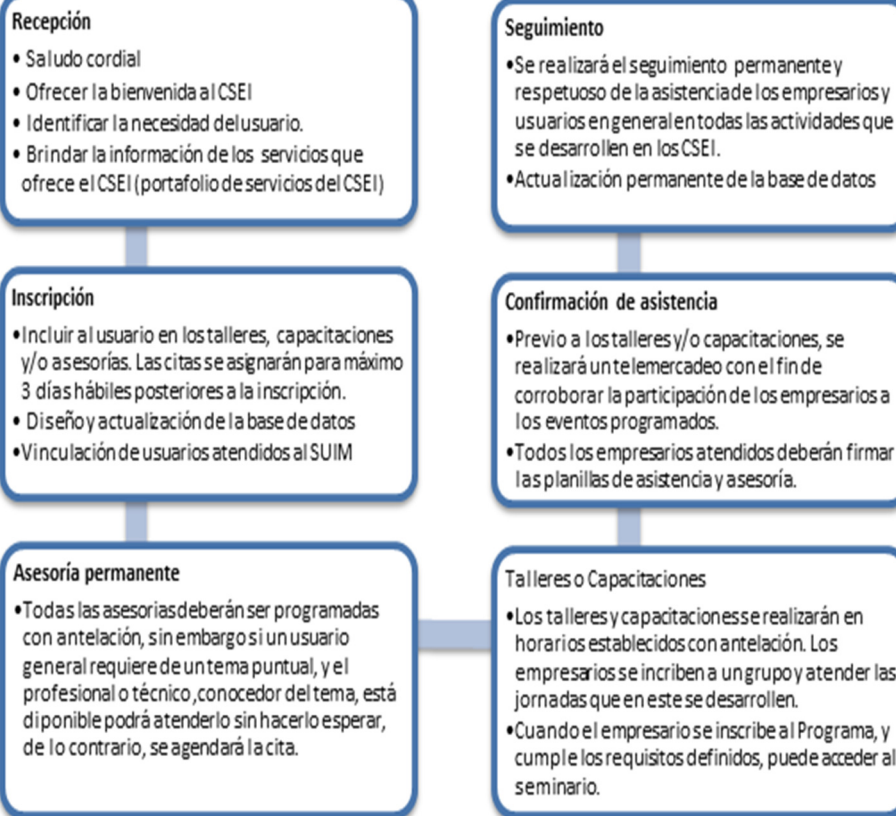 Recepción
• Saludo cordial
• Ofrecer la bienvenida al CSEI
• Identificar la necesidad del usuario.
• Brindar la información de los servicios que
ofrece el CSEI (portafolio de servicios del CSEI)
Inscripción
•Incluir al usuario en los talleres, capacitaciones
y/o asesorías. Las citas se asignarán para máximo
3 días hábiles posteriores a la inscripción.
• Diseño y actualización de la base de datos
•Vinculación de usuarios atendidos al SUIM
Asesoría permanente
•Todas las asesorias deberán ser programadas
con antelación, sin embargo si un usuario
general requiere de un tema puntual, y el
profesional o técnico ,conocedor del tema, está
diponible podrá atenderlo sin hacerlo esperar,
de lo contrario, se agendará la cita.
Talleres o Capacitaciones
•Los talleres y capacitaciones se realizarán en
horarios establecidos con antelación. Los
empresarios se incriben a un grupo y atender las
jornadas que en este se desarrollen.
•Cuando el empresario se inscribe al Programa, y
cumple los requisitos definidos, puede acceder al
seminario.
Confirmación de asistencia
•Previo a los talleres y/o capacitaciones, se
realizará un telemercadeo con el fin de
corroborar la participación de los empresarios a
los eventos programados.
•Todos los empresarios atendidos deberán firmar
las planillas de asistencia y asesoría.
Seguimiento
•Se realizará el seguimiento permanente y
respetuoso de la asistencia de los empresarios y
usuarios en general en todas las actividades que
se desarrollen en los CSEI.
•Actualización permanente de la base de datos